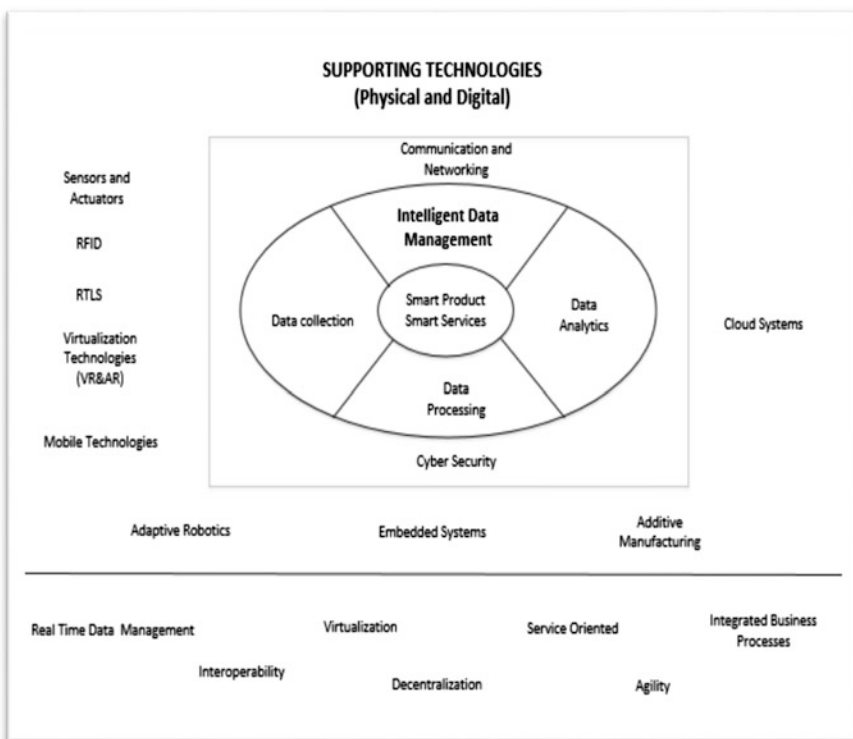 SUPPORTING TECHNOLOGIES
(Physical and Digital)
Communication and
Networking
Sensors and
Actuators
RFID
RTLS
Virtualization
Technologies
(VR&AR)
Mobile Technologies
Intelligent Data
Management
Data collection
Smart Product
Smart Services
Data
Analytics
Data
Processing
Cyber Security
Cloud Systems
Adaptive Robotics
Embedded Systems
Additive
Manufacturing
Real Time Data Management
Virtualization
Service Oriented
Integrated Business
Processes
Interoperability
Decentralization
Agility